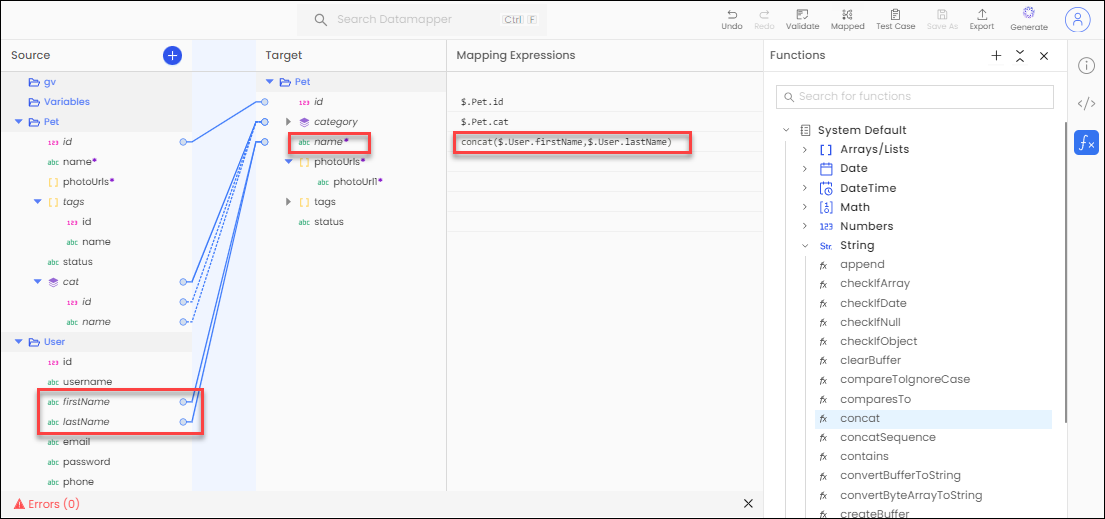 Search Datamapper
Ctrl F
Undo
Redo
Validate
Mapped
Test Case
Save As
Export
Generate
Source
Target
Mapping Expressions
Functions
gv
Variables
Pet
123 id
abc name*
[ ] photoUrls*
[ ] tags
123 id
abc name
abc status
cat
123 id
abc name
User
123 id
abc username
abc firstName
abc lastName
abc email
abc password
abc phone
Pet
123 id
category
abc name*
[ ] photoUrls*
abc photoUrl1*
[ ] tags
abc status
$.Pet.id
$.Pet.cat
concat($.User.firstName,$.User.lastName)
Search for functions
System Default
[ ] Arrays/Lists
Date
DateTime
Math
123 Numbers
Str. String
fx append
fx checkIfArray
fx checkIfDate
fx checkIfNull
fx checkIfObject
fx clearBuffer
fx compareToIgnoreCase
fx comparesTo
fx concat
fx concatSequence
fx contains
fx convertBufferToString
fx convertByteArrayToString
fx createBuffer
</>
fx
Errors (0)